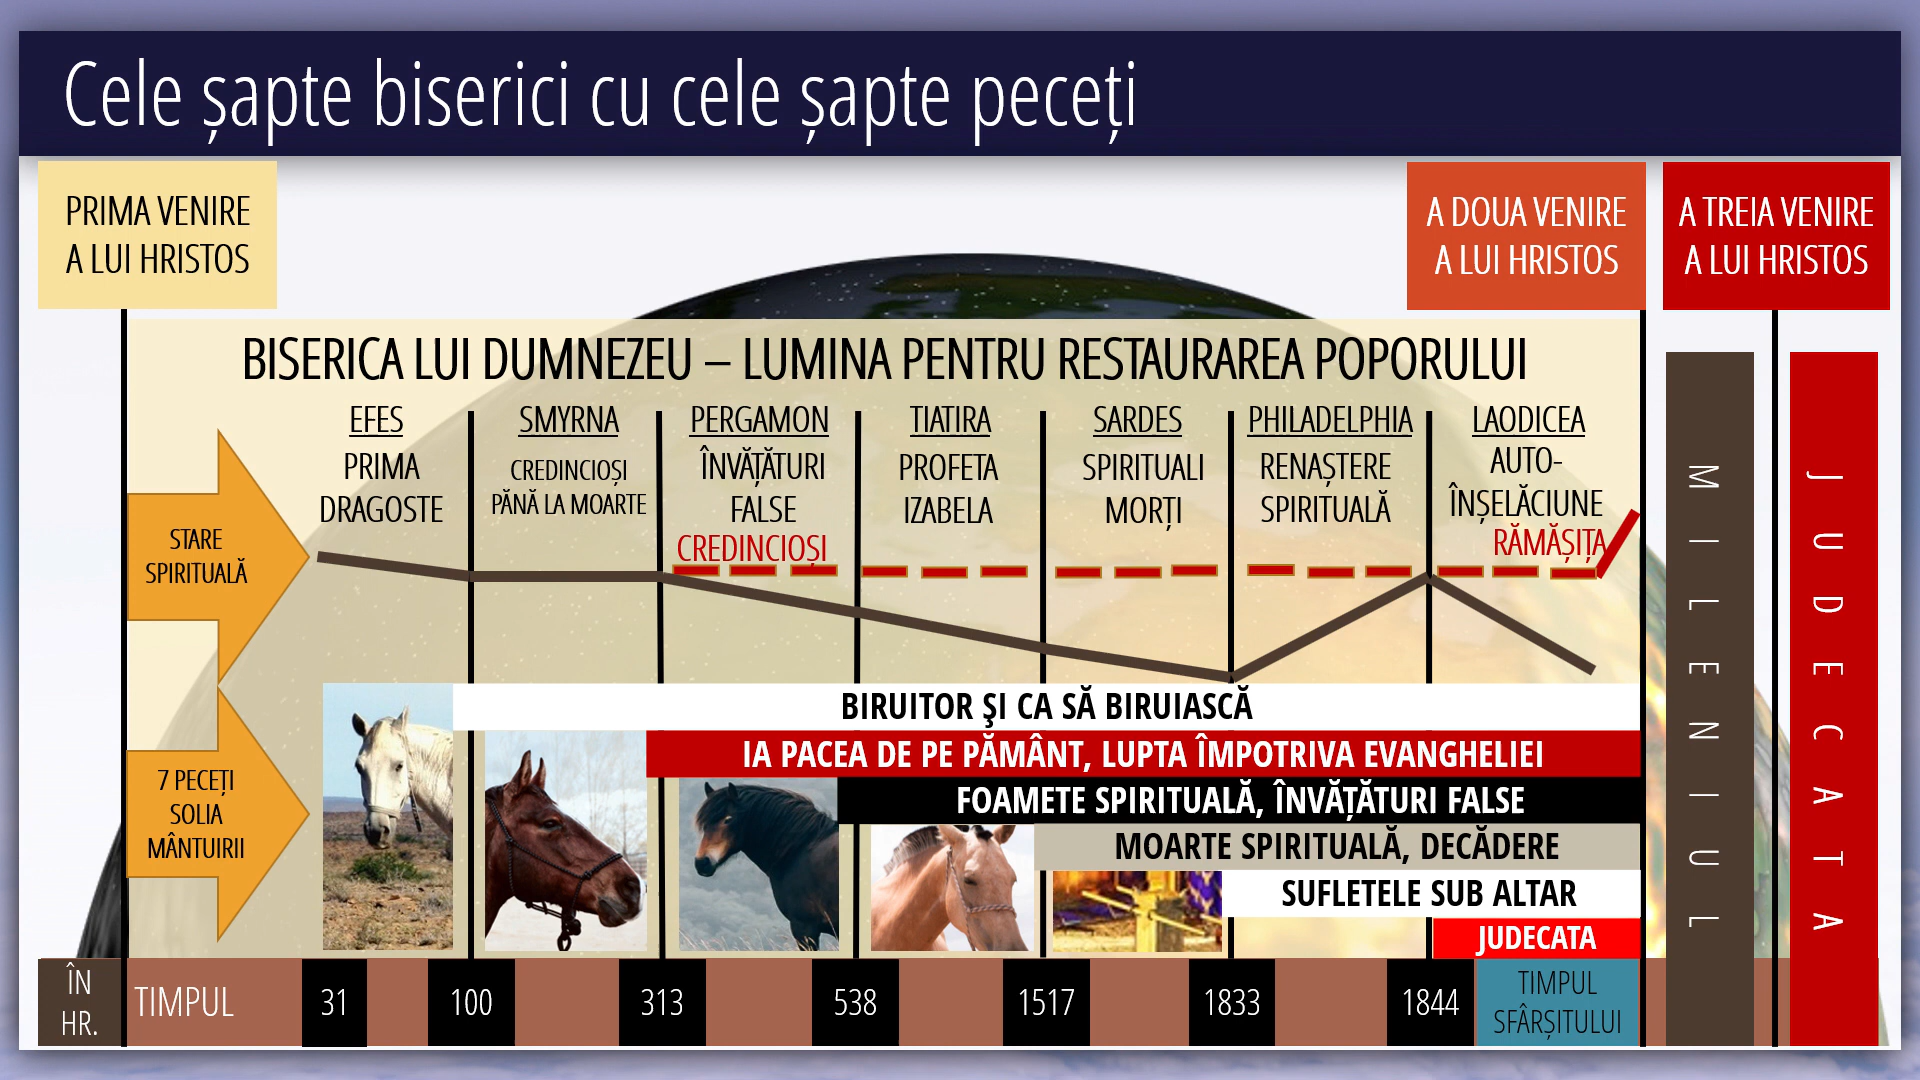 Cele șapte biserici cu cele șapte peceți
PRIMA VENIRE
A LUI HRISTOS
A DOUA VENIRE
A LUI HRISTOS
A TREIA VENIRE
A LUI HRISTOS
BISERICA LUI DUMNEZEU – LUMINA PENTRU RESTAURAREA POPORULUI
EFES
PRIMA
DRAGOSTE
SMYRNA
CREDINCIOȘI
PĂNĂ LA MOARTE
PERGAMON
ÎNVĂȚĂTURI
FALSE
CREDINCIOȘI
TIATIRA
PROFETA
IZABELA
SARDES
SPIRITUALI
MORȚI
PHILADELPHIA
RENAȘTERE
SPIRITUALĂ
LAODICEA
AUTO-
ÎNȘELĂCIUNE
RĂMĂȘIȚA
STARE
SPIRITUALĂ
7 PECEȚI
SOLIA
MÂNTUIRII
BIRUITOR ŞI CA SĂ BIRUIASCĂ
IA PACEA DE PE PĂMÂNT, LUPTA ÎMPOTRIVA EVANGHELIEI
FOAMETE SPIRITUALĂ, ÎNVĂȚĂTURI FALSE
MOARTE SPIRITUALĂ, DECĂDERE
SUFLETELE SUB ALTAR
JUDECATA
MILENIUL
JUDECATA
ÎN
HR.
TIMPUL
31
100
313
538
1517
1833
1844
TIMPUL
SFÂRȘITULUI